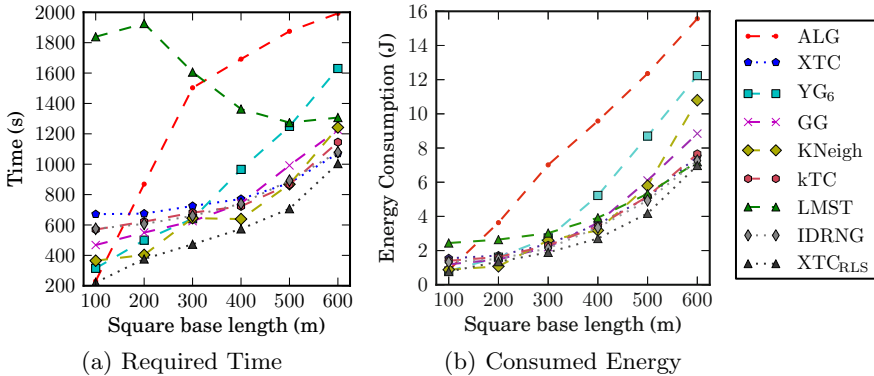 2000
1800
1600
1400
1200
1000
800
600
400
200
Time (s)
100 200 300 400 500 600
Square base length (m)
(a) Required Time
16
14
12
10
8
6
4
2
0
Energy Consumption (J)
100 200 300 400 500 600
Square base length (m)
(b) Consumed Energy
ALG
XTC
YG6
GG
KNeigh
kTC
LMST
IDRNG
XTCRLS